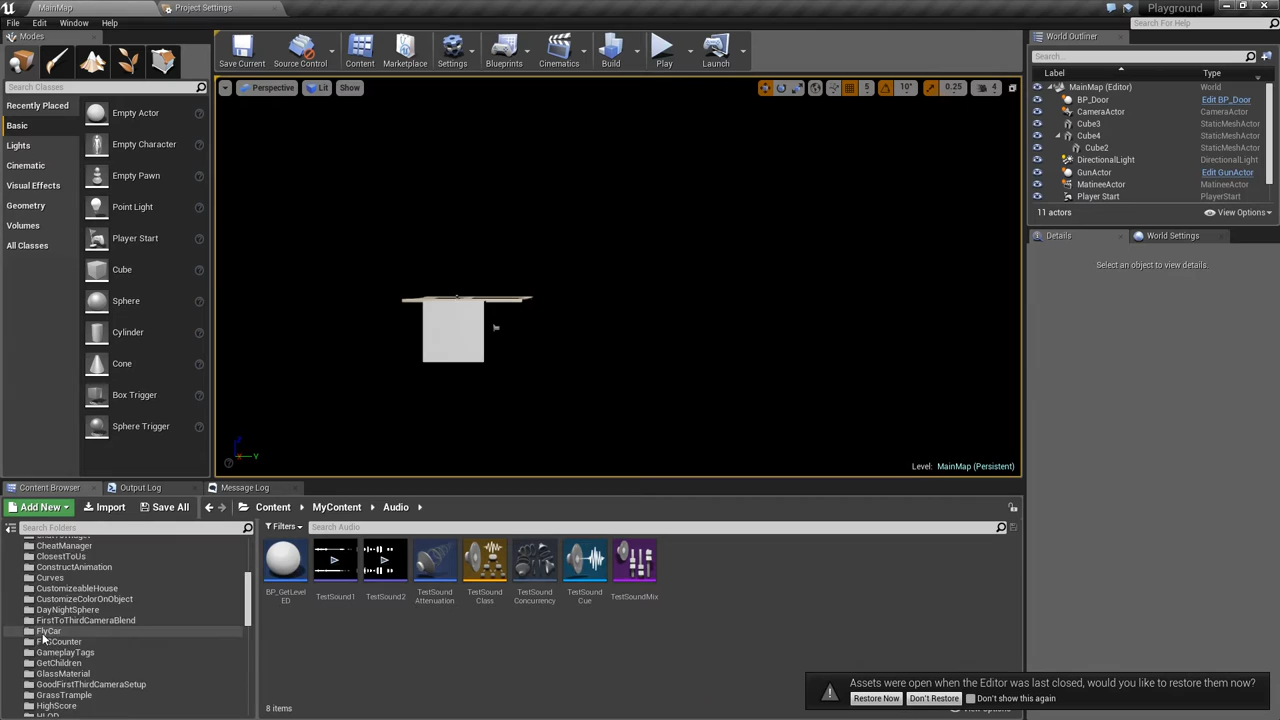 MainMap
Project Settings
Playground
File Edit Window Help
Search For Help
Modes
Search Classes
Recently Placed
Basic
Lights
Cinematic
Visual Effects
Geometry
Volumes
All Classes
Empty Actor
Empty Character
Empty Pawn
Point Light
Player Start
Cube
Sphere
Cylinder
Cone
Box Trigger
Sphere Trigger
Save Current
Source Control
Content
Marketplace
Settings
Blueprints
Cinematics
Build
Play
Launch
Perspective Lit Show
5 10° 0.25 4
Level: MainMap (Persistent)
World Outliner
Search...
Label Type
MainMap (Editor) World
BP_Door Edit BP_Door
CameraActor CameraActor
Cube3 StaticMeshActor
Cube4 StaticMeshActor
Cube2 StaticMeshActor
DirectionalLight DirectionalLight
GunActor Edit GunActor
MatineeActor MatineeActor
Player Start PlayerStart
11 actors View Options
Details World Settings
Select an object to view details.
Content Browser Output Log Message Log
Add New Import Save All Content MyContent Audio
Search Folders
Filters Search Audio
CheatManager
ClosestToUs
ConstructAnimation
Curves
CustomizeableHouse
CustomizeColorOnObject
DayNightSphere
FirstToThirdCameraBlend
FlyCar
GameplayTags
GetChildren
GlassMaterial
GoodFirstThirdCameraSetup
GrassTrample
HighScore
BP_GetLevel
ED
TestSound1
TestSound2
TestSound
Attenuation
TestSound
Class
TestSound
Concurrency
TestSound
Cue
TestSoundMix
8 items
Assets were open when the Editor was last closed, would you like to restore them now?
Restore Now Don't Restore Don't show this again